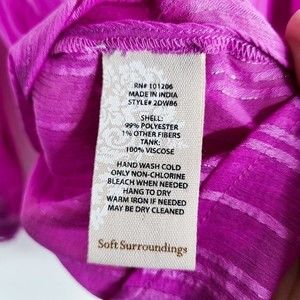 RN# 101206
MADE IN INDIA
STYLE# 2DW86
SHELL:
99% POLYESTER
1% OTHER FIBERS
TANK:
100% VISCOSE
HAND WASH COLD
ONLY NON-CHLORINE
BLEACH WHEN NEEDED
HANG TO DRY
WARM IRON IF NEEDED
MAY BE DRY CLEANED
Soft Surroundings